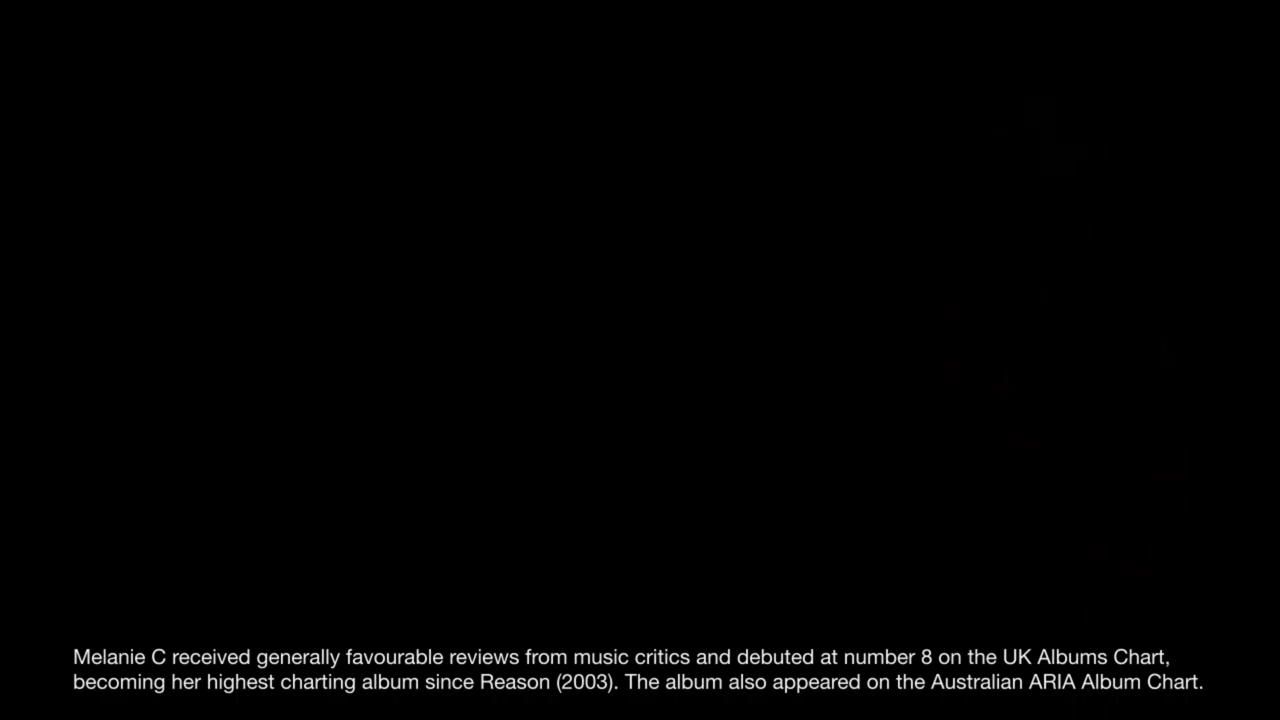 Melanie C received generally favourable reviews from music critics and debuted at number 8 on the UK Albums Chart,
becoming her highest charting album since Reason (2003). The album also appeared on the Australian ARIA Album Chart.